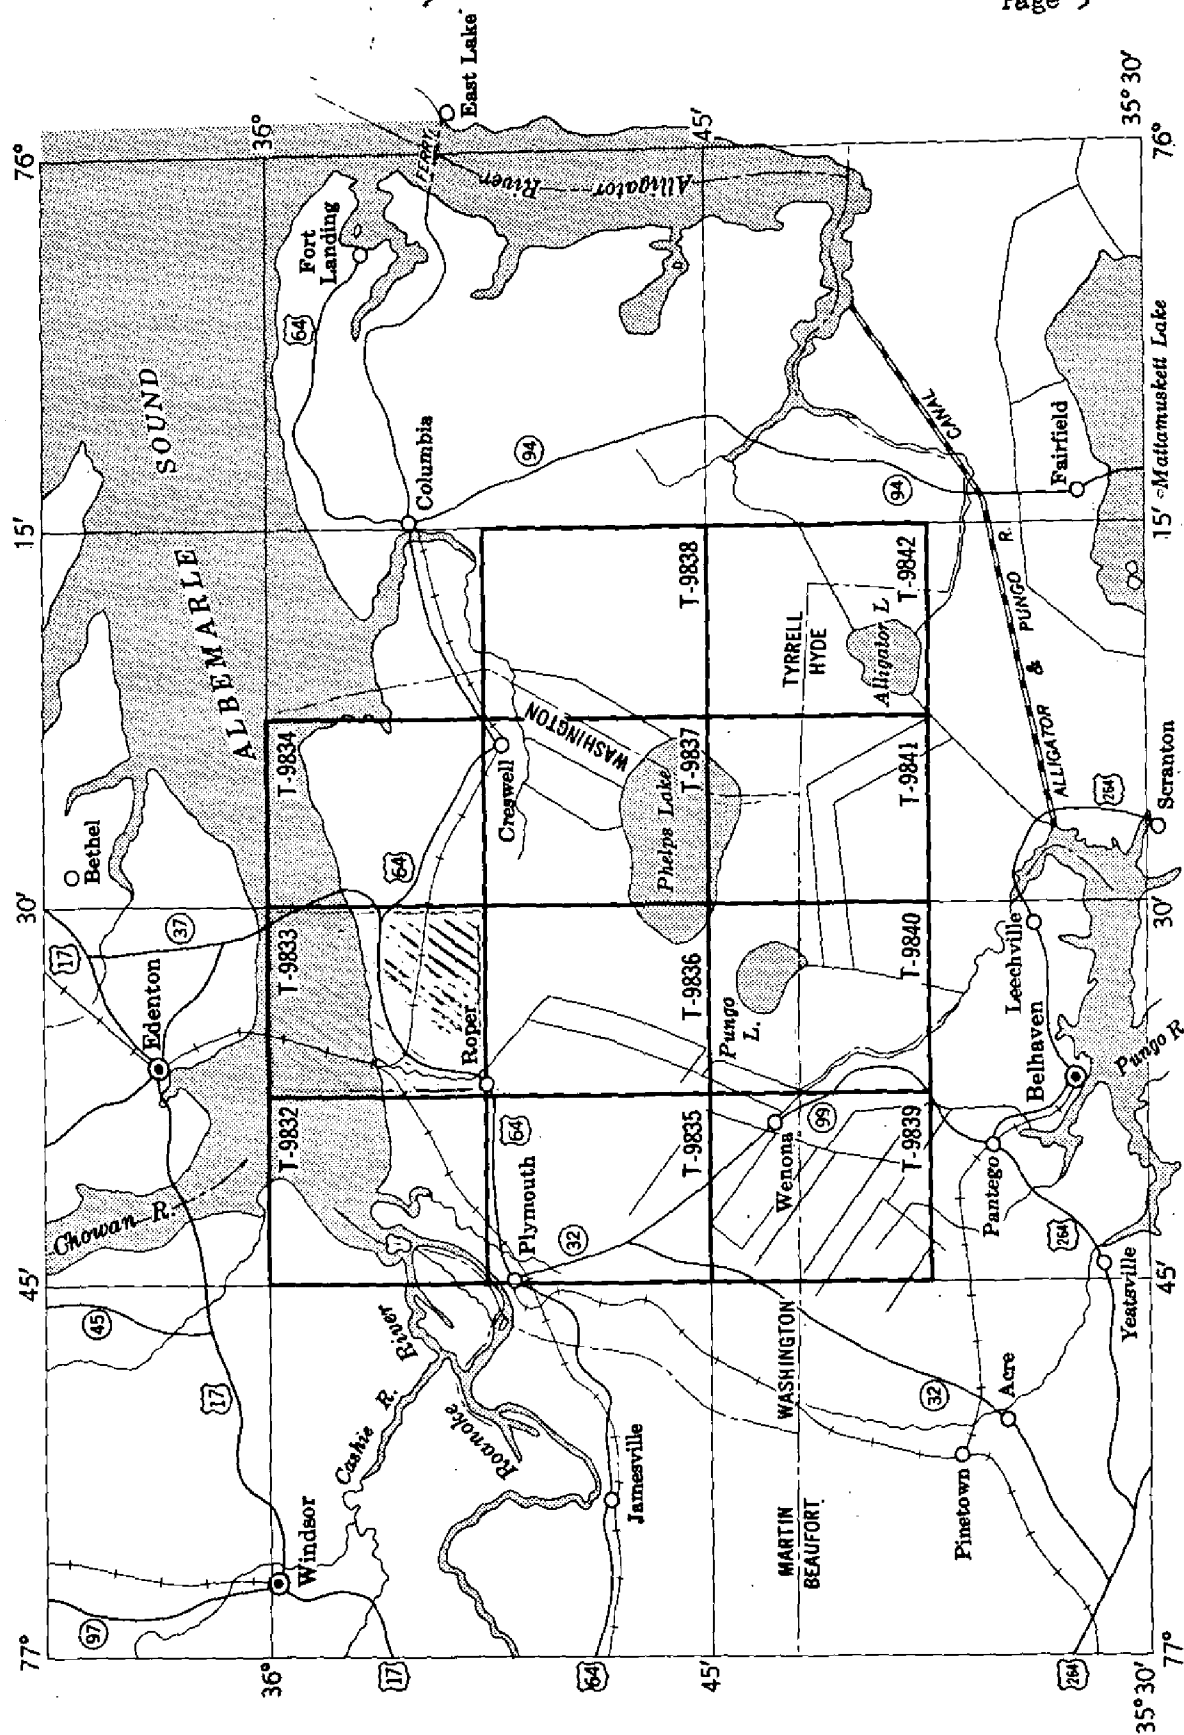 Page 3
77°
45'
30'
15'
76°
97
45
17
17
37
Chowan R.
Edenton
Bethel
ALBEMARLE
SOUND
36°
36°
Windsor
T-9832
T-9833
T-9834
17
Cashie R.
River
Roanoke
64
64
Fort
Landing
Columbia
FERRY
East Lake
Plymouth
64
Roper
Creswell
94
Alligator River
Jamesville
64
32
WASHINGTON
Phelps Lake
45'
T-9835
T-9836
T-9837
T-9838
45'
Pungo
L.
Wenona
99
MARTIN
BEAUFORT
WASHINGTON
TYRRELL
HYDE
Alligator L
T-9839
T-9840
T-9841
T-9842
94
CANAL
32
Pinetown
Acre
Pantego
Belhaven
Leechville
ALLIGATOR & PUNGO R.
Fairfield
264
264
264
Yeatsville
Pungo R
Scranton
Mattamuskett Lake
35° 30'
77°
45'
30'
15'
76°
35° 30'